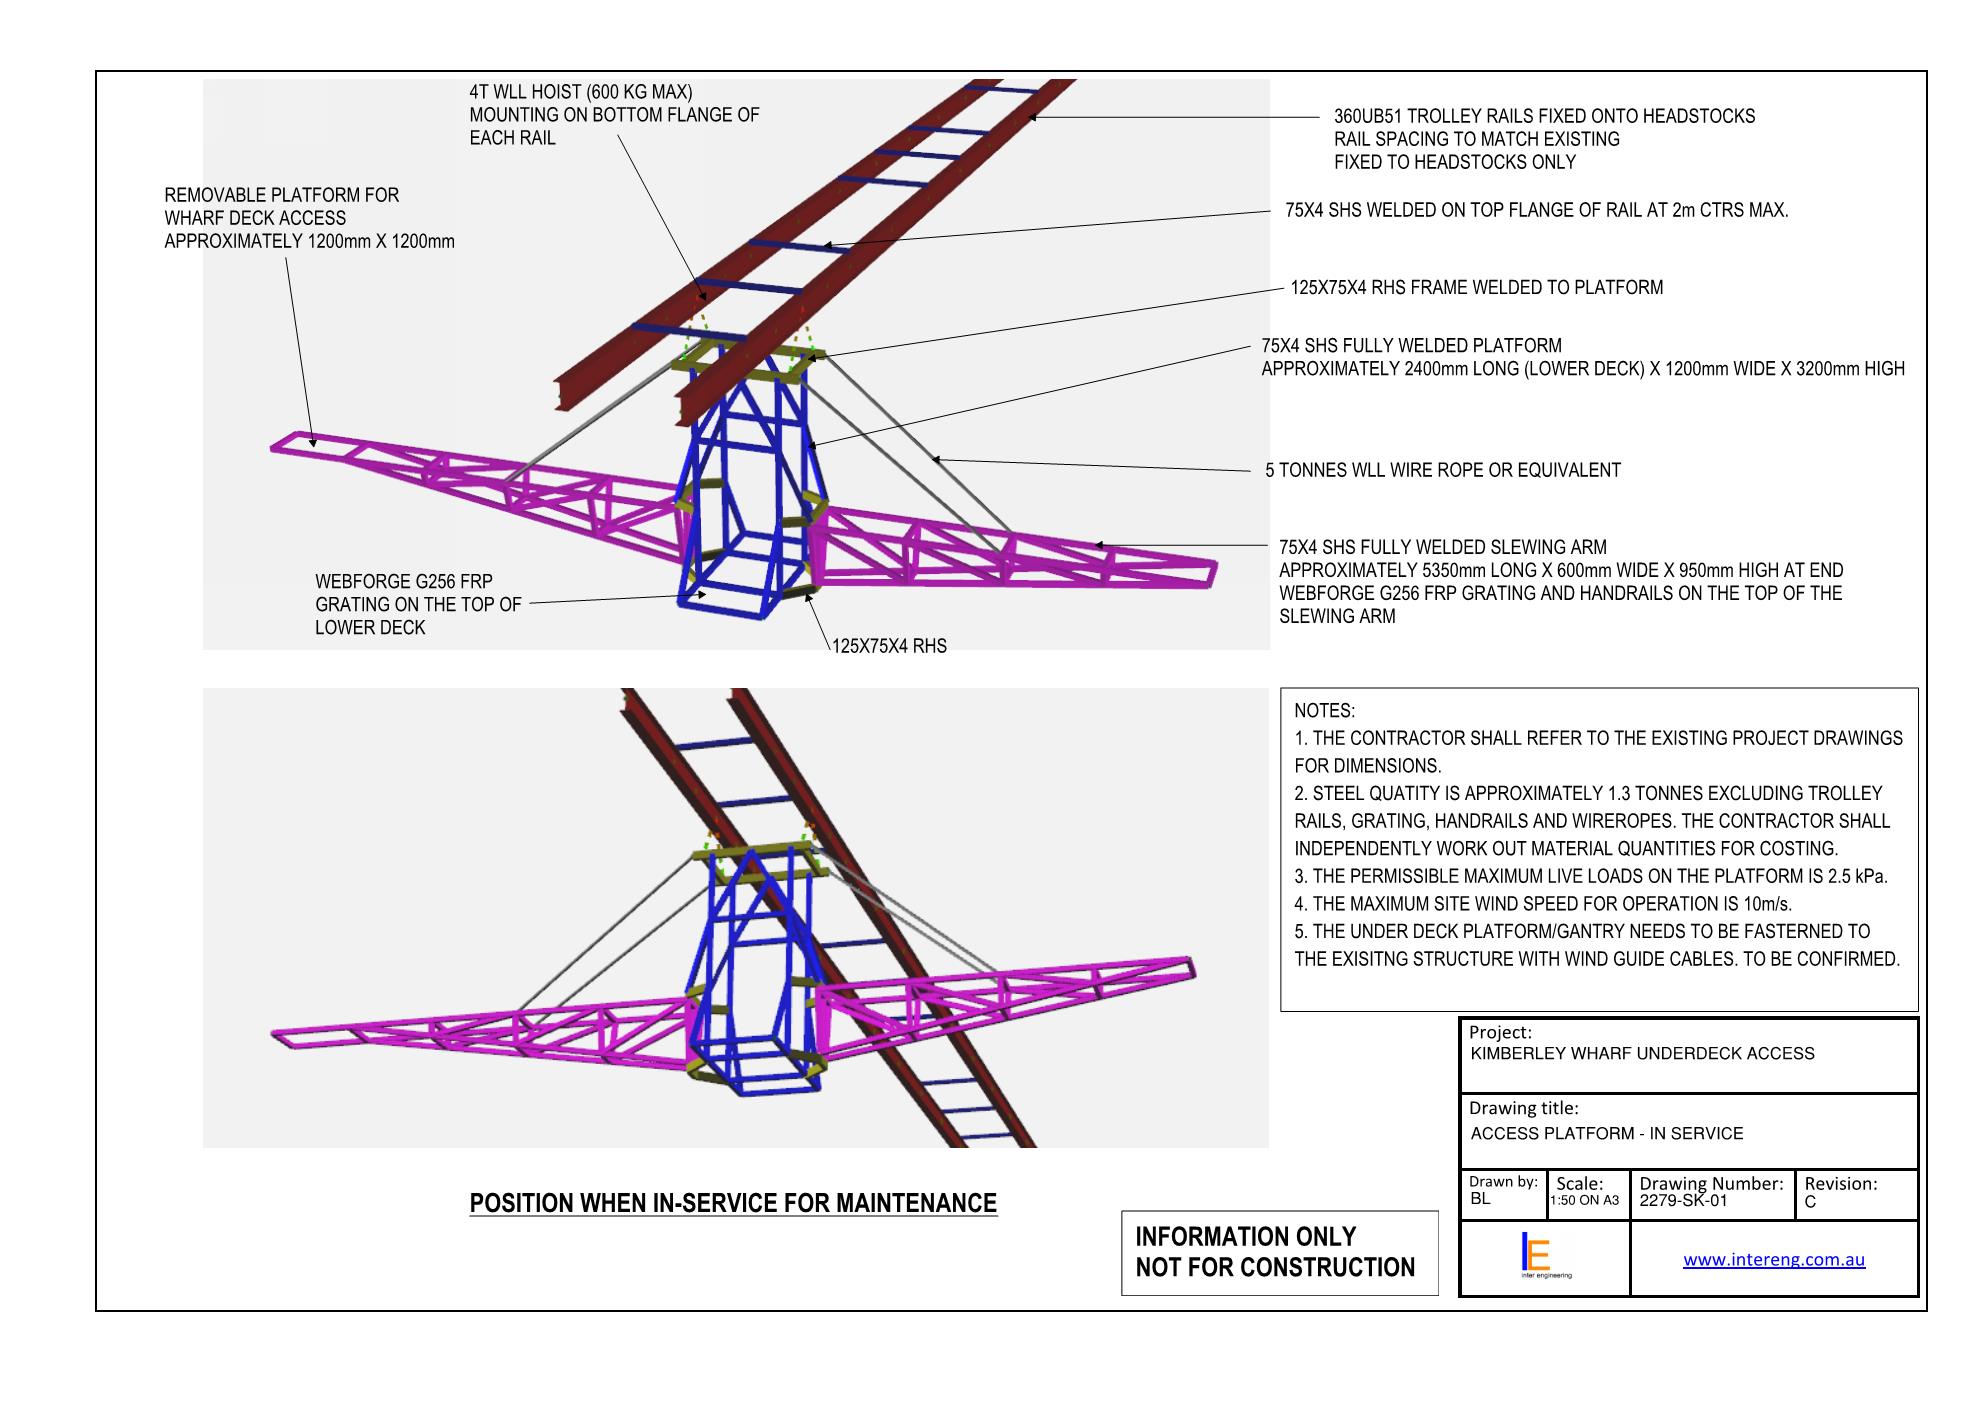 4T WLL HOIST (600 KG MAX)
MOUNTING ON BOTTOM FLANGE OF
EACH RAIL
360UB51 TROLLEY RAILS FIXED ONTO HEADSTOCKS
RAIL SPACING TO MATCH EXISTING
FIXED TO HEADSTOCKS ONLY
REMOVABLE PLATFORM FOR
WHARF DECK ACCESS
APPROXIMATELY 1200mm X 1200mm
75X4 SHS WELDED ON TOP FLANGE OF RAIL AT 2m CTRS MAX.
125X75X4 RHS FRAME WELDED TO PLATFORM
75X4 SHS FULLY WELDED PLATFORM
APPROXIMATELY 2400mm LONG (LOWER DECK) X 1200mm WIDE X 3200mm HIGH
5 TONNES WLL WIRE ROPE OR EQUIVALENT
75X4 SHS FULLY WELDED SLEWING ARM
APPROXIMATELY 5350mm LONG X 600mm WIDE X 950mm HIGH AT END
WEBFORGE G256 FRP GRATING AND HANDRAILS ON THE TOP OF THE
SLEWING ARM
WEBFORGE G256 FRP
GRATING ON THE TOP OF
LOWER DECK
125X75X4 RHS
NOTES:
1. THE CONTRACTOR SHALL REFER TO THE EXISTING PROJECT DRAWINGS
FOR DIMENSIONS.
2. STEEL QUATITY IS APPROXIMATELY 1.3 TONNES EXCLUDING TROLLEY
RAILS, GRATING, HANDRAILS AND WIREROPES. THE CONTRACTOR SHALL
INDEPENDENTLY WORK OUT MATERIAL QUANTITIES FOR COSTING.
3. THE PERMISSIBLE MAXIMUM LIVE LOADS ON THE PLATFORM IS 2.5 kPa.
4. THE MAXIMUM SITE WIND SPEED FOR OPERATION IS 10m/s.
5. THE UNDER DECK PLATFORM/GANTRY NEEDS TO BE FASTERNED TO
THE EXISITNG STRUCTURE WITH WIND GUIDE CABLES. TO BE CONFIRMED.
POSITION WHEN IN-SERVICE FOR MAINTENANCE
INFORMATION ONLY
NOT FOR CONSTRUCTION
Project:
KIMBERLEY WHARF UNDERDECK ACCESS
Drawing title:
ACCESS PLATFORM - IN SERVICE
Drawn by:
BL
Scale:
1:50 ON A3
Drawing Number:
2279-SK-01
Revision:
C
IE
inter engineering
www.intereng.com.au